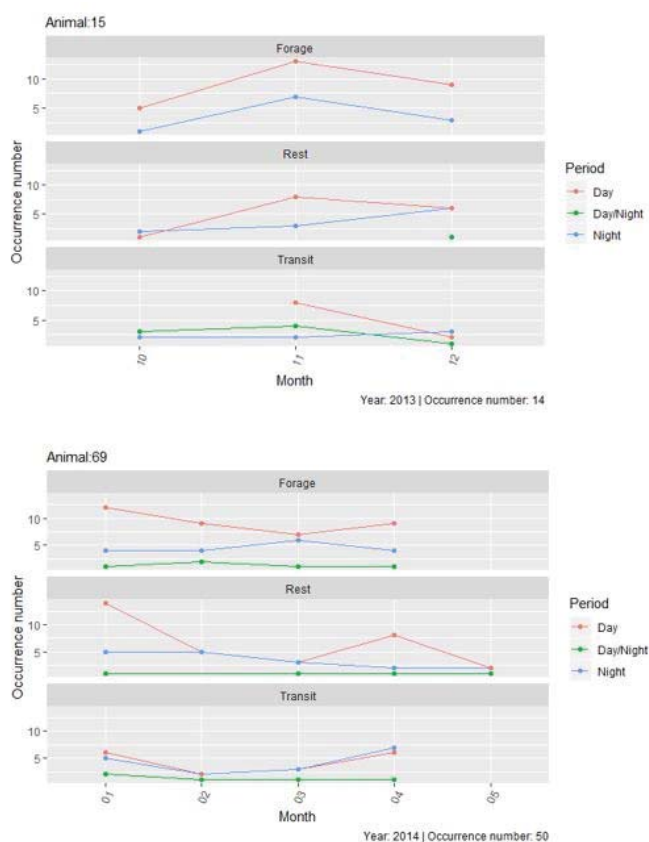 Animal:15
Forage
10
5
Rest
10
5
Transit
10
5
Occurrence number
10 11 12
Month
Period
Day
Day/Night
Night
Year: 2013 | Occurrence number: 14
Animal:69
Forage
10
5
Rest
10
5
Transit
10
5
Occurrence number
01 02 03 04 05
Month
Period
Day
Day/Night
Night
Year: 2014 | Occurrence number: 50